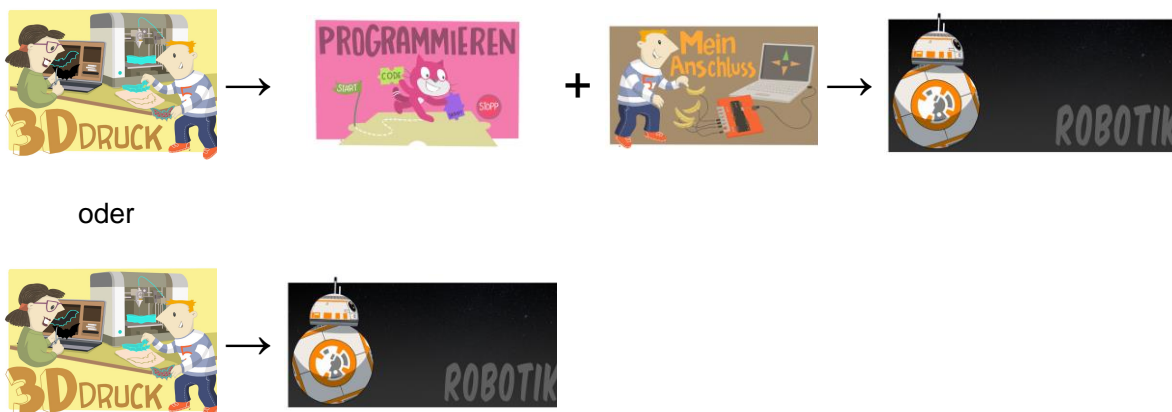 3D DRUCK
→
PROGRAMMIEREN
START
CODE
STOPP
+
Mein
Anschluss
→
ROBOTIK
oder
3D DRUCK
→
ROBOTIK